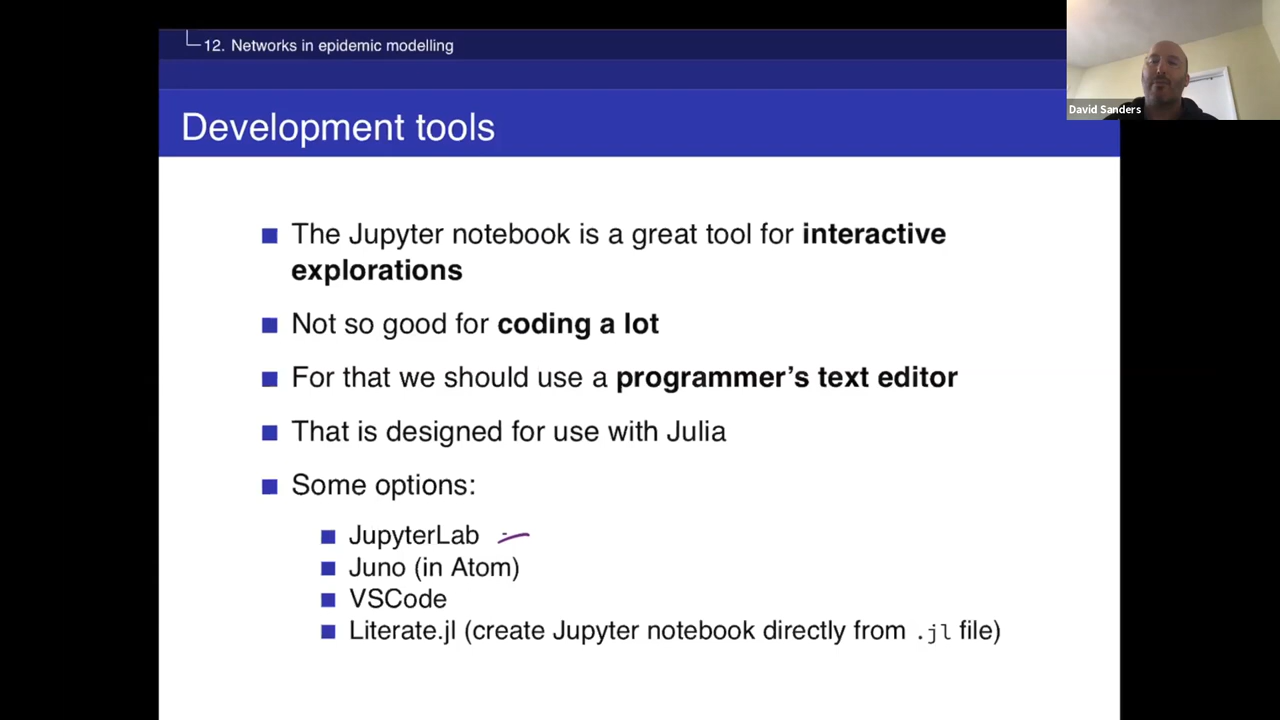 12. Networks in epidemic modelling
David Sanders
Development tools
The Jupyter notebook is a great tool for interactive
explorations
Not so good for coding a lot
For that we should use a programmer's text editor
That is designed for use with Julia
Some options:
JupyterLab
Juno (in Atom)
VSCode
Literate.jl (create Jupyter notebook directly from .jl file)